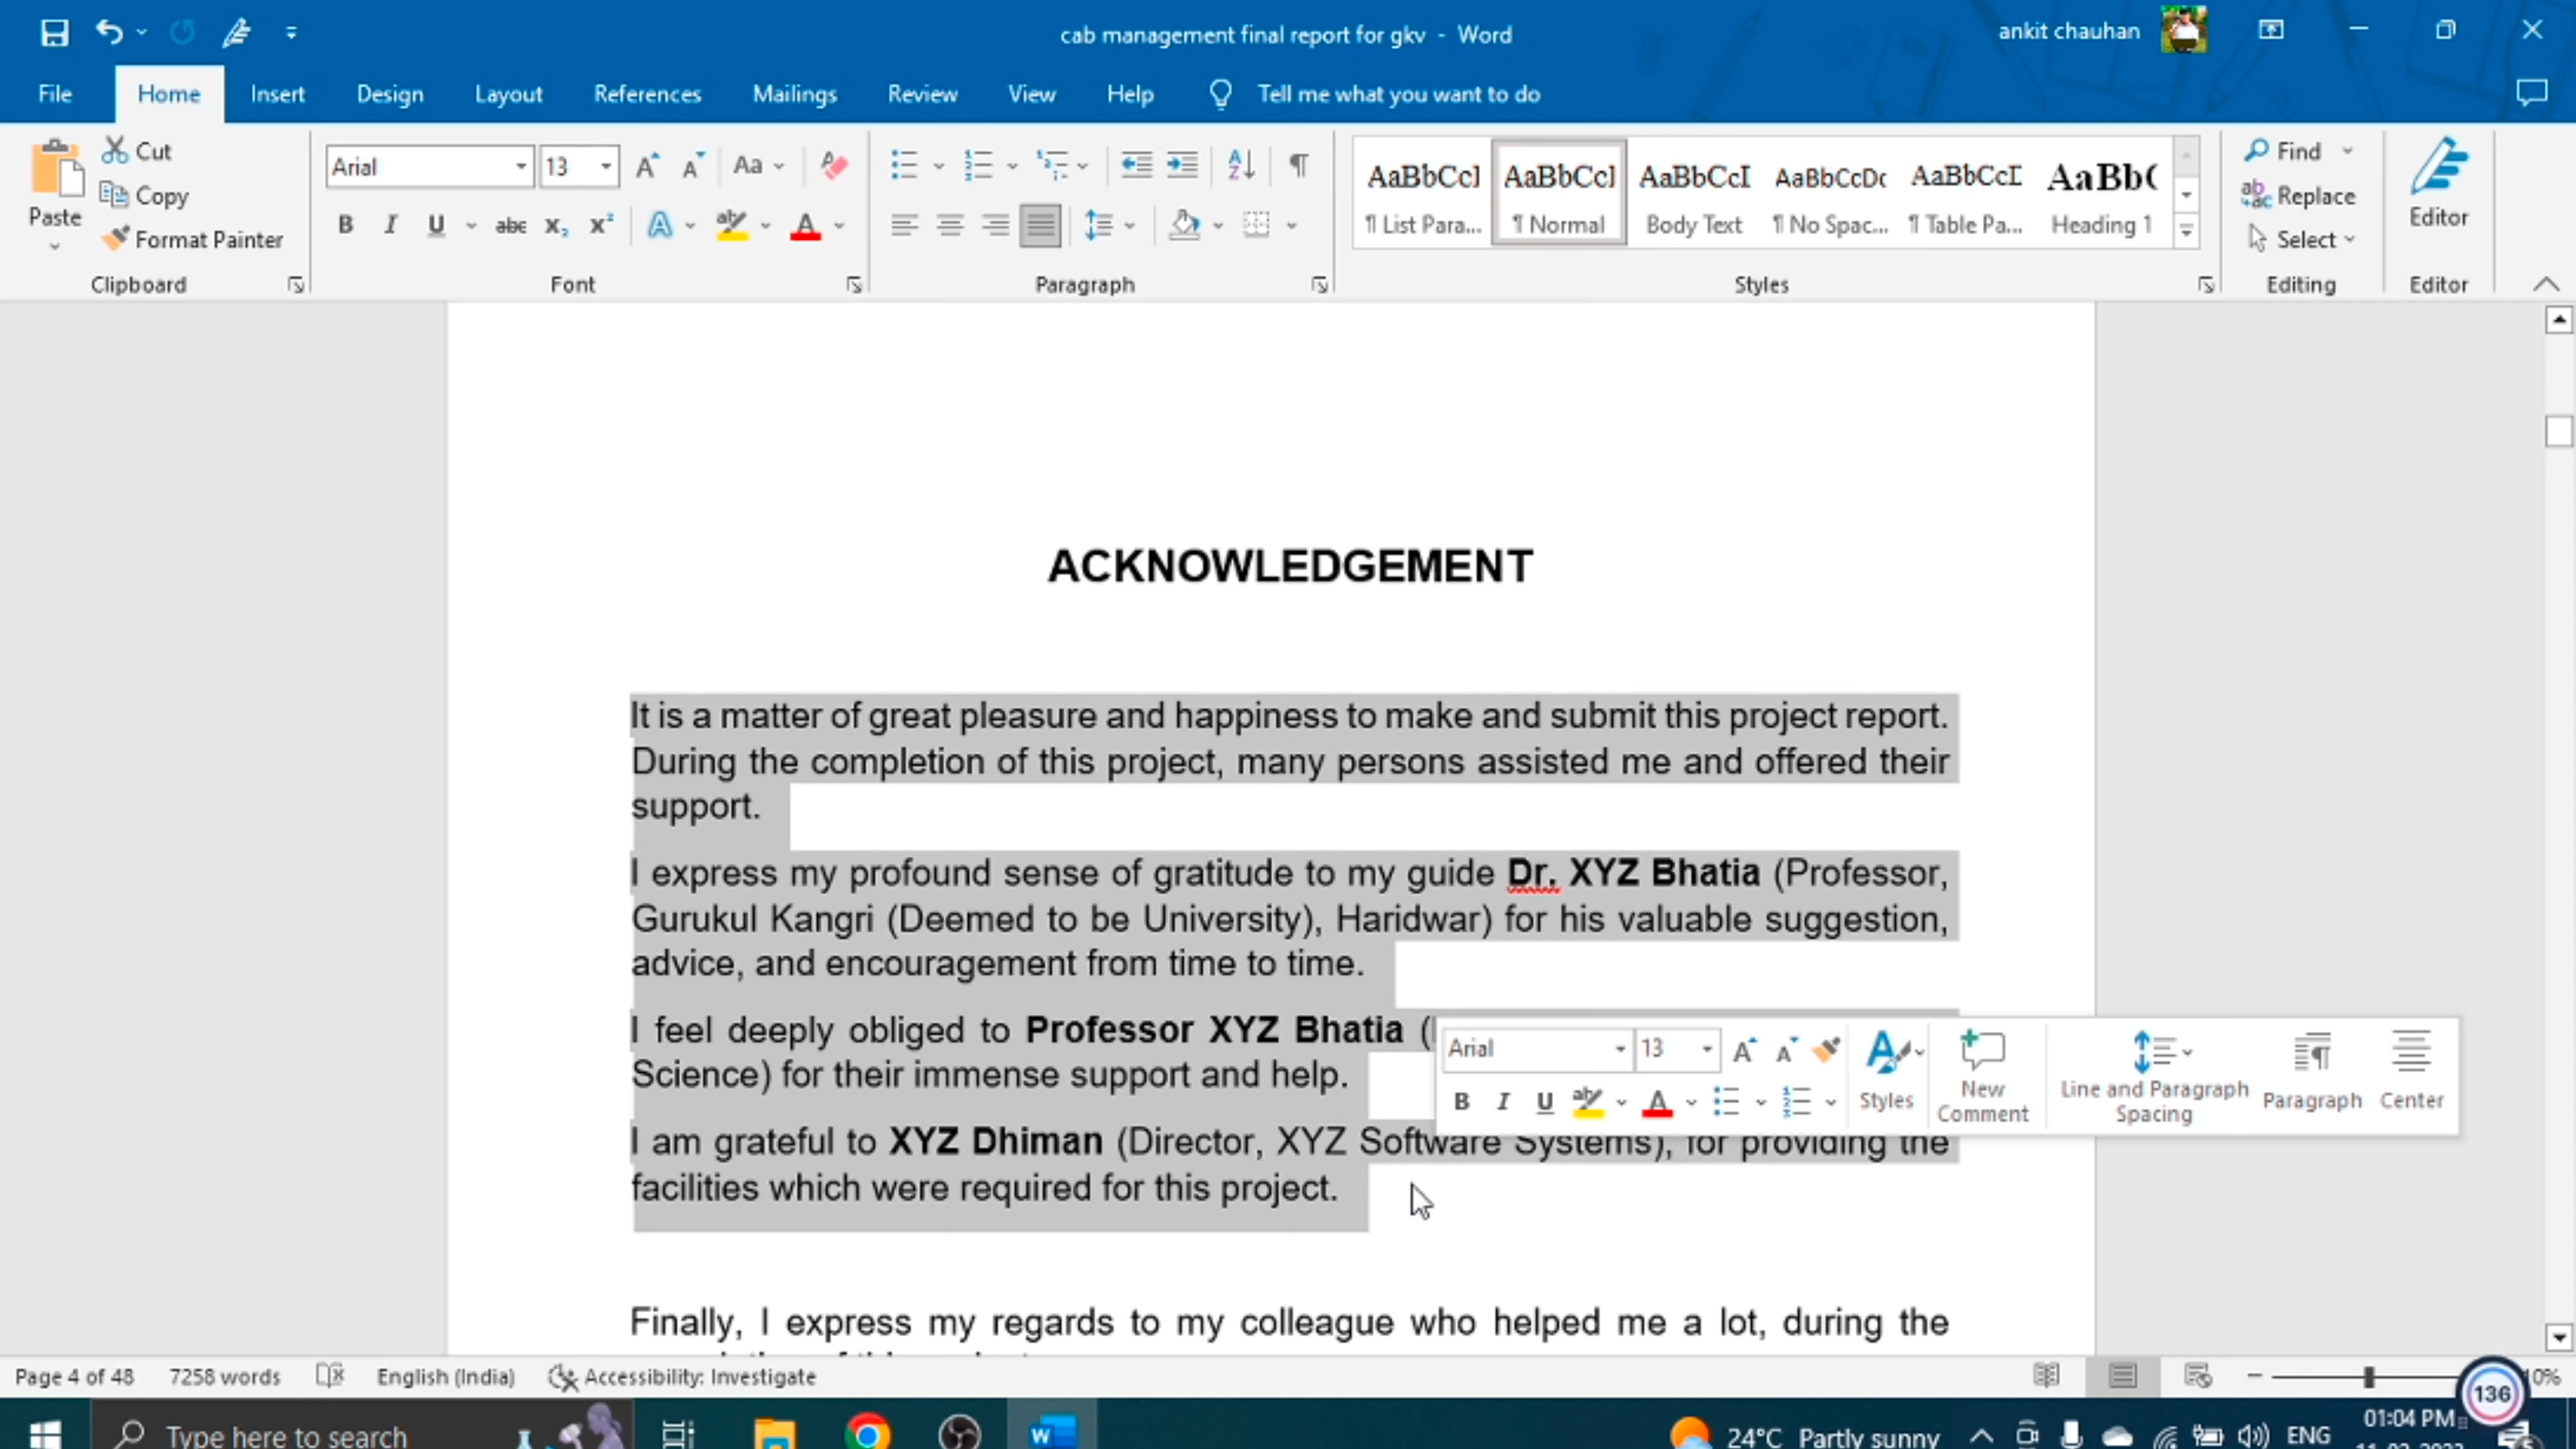 cab management final report for gkv - Word
ankit chauhan
File Home Insert Design Layout References Mailings Review View Help Tell me what you want to do
Paste
Cut
Copy
Format Painter
Clipboard
Arial 13
Aa
B I U abc X₂ X² A A
Font
Paragraph
AaBbCcI AaBbCcI AaBbCcI AaBbCcDc AaBbCcI AaBb(
¶ List Para... ¶ Normal Body Text ¶ No Spac... ¶ Table Pa... Heading 1
Styles
Find
Replace
Select
Editing
Editor
Editor
ACKNOWLEDGEMENT
It is a matter of great pleasure and happiness to make and submit this project report.
During the completion of this project, many persons assisted me and offered their
support.
I express my profound sense of gratitude to my guide Dr. XYZ Bhatia (Professor,
Gurukul Kangri (Deemed to be University), Haridwar) for his valuable suggestion,
advice, and encouragement from time to time.
I feel deeply obliged to Professor XYZ Bhatia (
Science) for their immense support and help.
I am grateful to XYZ Dhiman (Director, XYZ Software Systems), for providing the
facilities which were required for this project.
Arial 13
B I U A
Styles
New
Comment
Line and Paragraph
Spacing
Paragraph
Center
Finally, I express my regards to my colleague who helped me a lot, during the
Page 4 of 48 7258 words English (India) Accessibility: Investigate
0%
136
Type here to search
24°C Partly sunny
ENG
01:04 PM